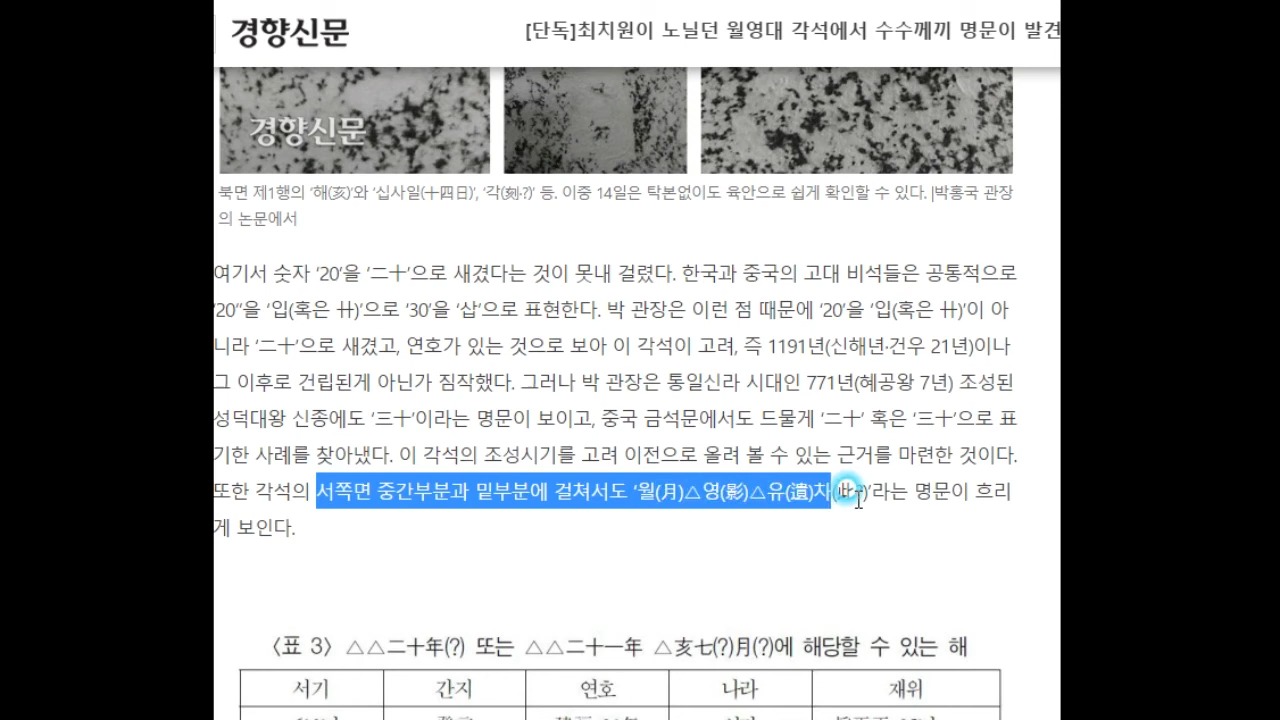 경향신문
[단독]최치원이 노닐던 월영대 각석에서 수수께끼 명문이 발견
경향신문
북면 제1행의 '해(亥)'와 '십사일(十四日)', '각(刻·?)' 등. 이중 14일은 탁본없이도 육안으로 쉽게 확인할 수 있다. |박홍국 관장
의 논문에서
여기서 숫자 '20'을 '二十'으로 새겼다는 것이 못내 걸렸다. 한국과 중국의 고대 비석들은 공통적으로
'20''을 '입(혹은 卄)'으로 '30'을 '삽'으로 표현한다. 박 관장은 이런 점 때문에 '20'을 '입(혹은 卄)'이 아
니라 '二十'으로 새겼고, 연호가 있는 것으로 보아 이 각석이 고려, 즉 1191년(신해년·건우 21년)이나
그 이후로 건립된게 아닌가 짐작했다. 그러나 박 관장은 통일신라 시대인 771년(혜공왕 7년) 조성된
성덕대왕 신종에도 '三十'이라는 명문이 보이고, 중국 금석문에서도 드물게 '二十' 혹은 '三十'으로 표
기한 사례를 찾아냈다. 이 각석의 조성시기를 고려 이전으로 올려 볼 수 있는 근거를 마련한 것이다.
또한 각석의 서쪽면 중간부분과 밑부분에 걸쳐서도 '월(月)△영(影)△유(遺)차(此?)'라는 명문이 흐리
게 보인다.
〈표 3〉 △△二十年(?) 또는 △△二十一年 △亥七(?)月(?)에 해당할 수 있는 해
서기 간지 연호 나라 재위